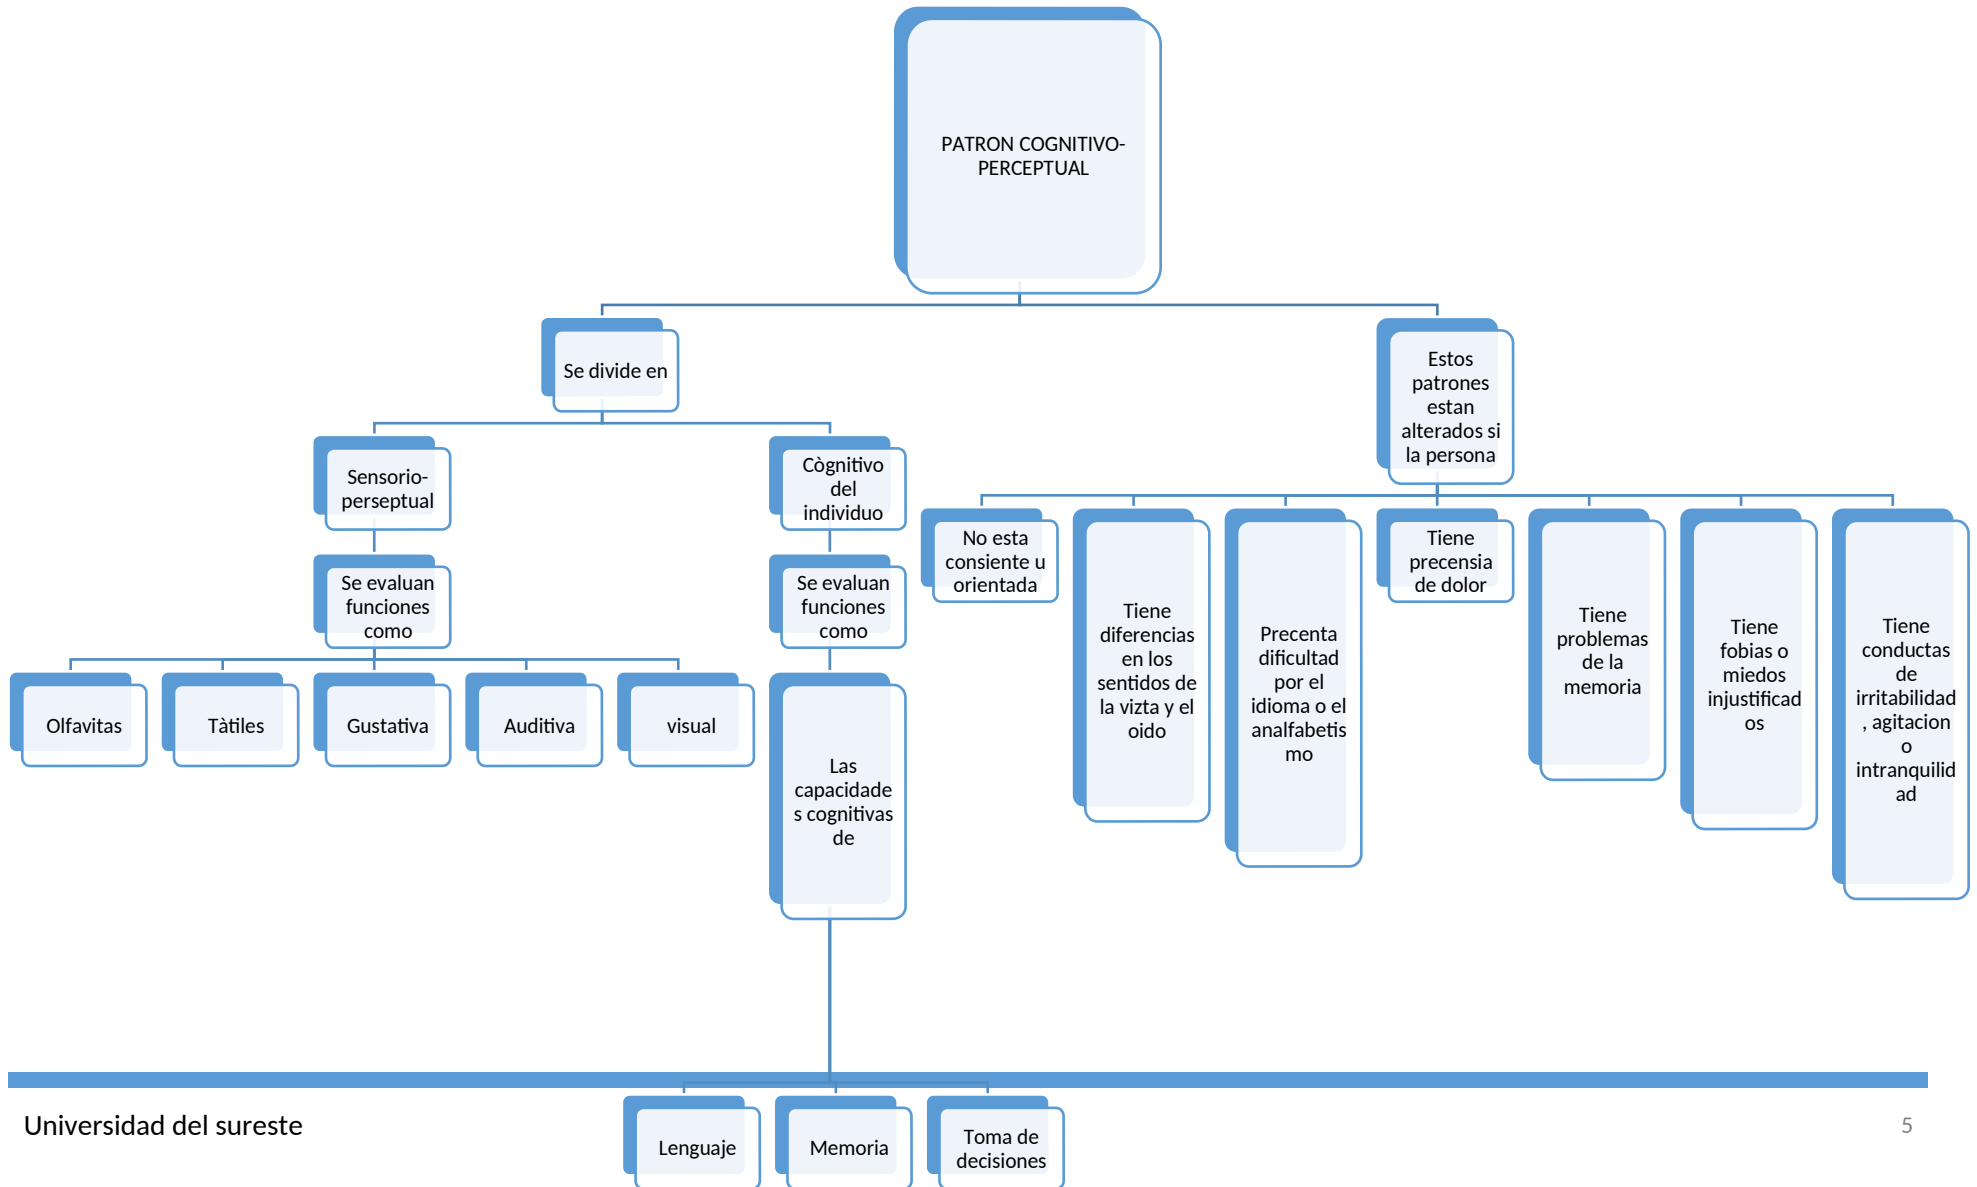 PATRON COGNITIVO-
PERCEPTUAL
Se divide en
Estos
patrones
estan
alterados si
la persona
Sensorio-
perseptual
Cògnitivo
del
individuo
Se evaluan
funciones
como
Se evaluan
funciones
como
No esta
consiente u
orientada
Tiene
diferencias
en los
sentidos de
la vizta y el
oido
Precenta
dificultad
por el
idioma o el
analfabetis
mo
Tiene
precensia
de dolor
Tiene
problemas
de la
memoria
Tiene
fobias o
miedos
injustificad
os
Tiene
conductas
de
irritabilidad
, agitacion
o
intranquilid
ad
Olfavitas
Tàtiles
Gustativa
Auditiva
visual
Las
capacidade
s cognitivas
de
Lenguaje
Memoria
Toma de
decisiones
Universidad del sureste
5